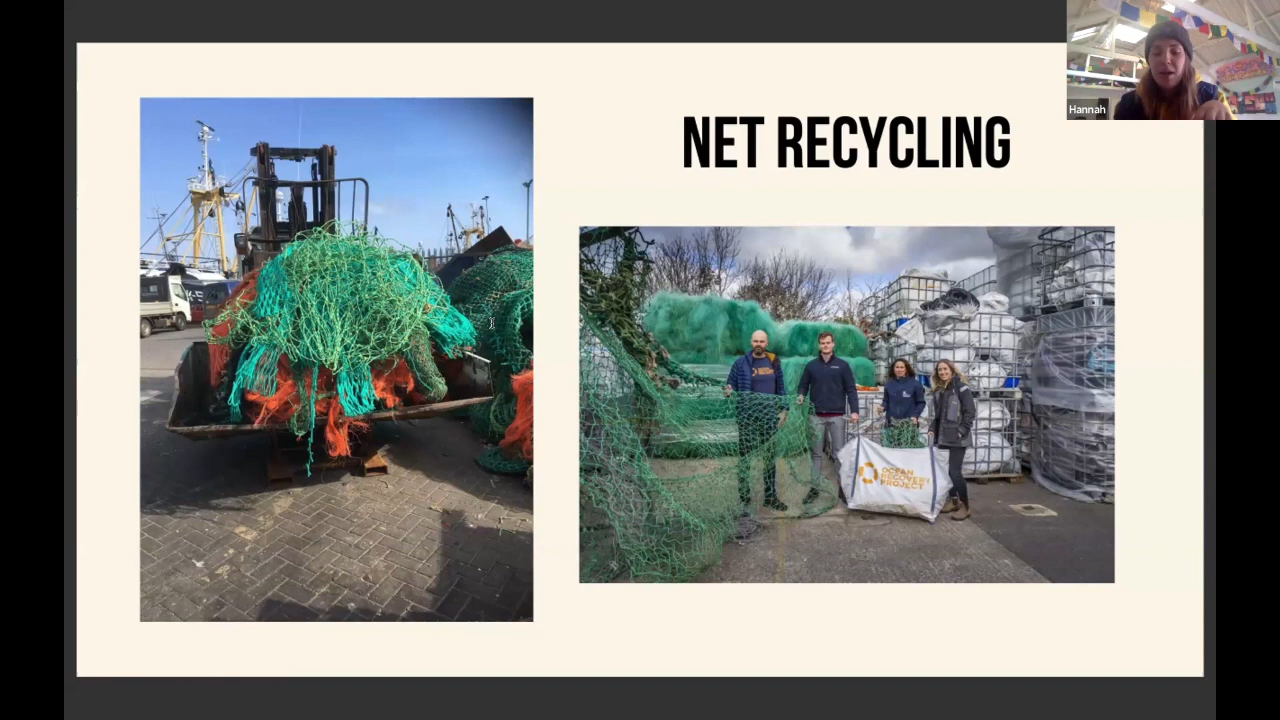 Hannah
NET RECYCLING
OCEAN
RECOVERY
PROJECT